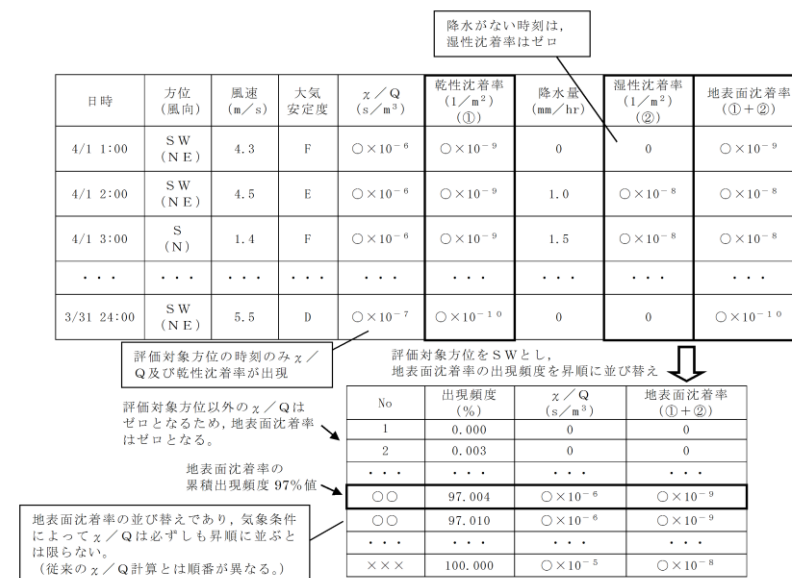 降水がない時刻は，
湿性沈着率はゼロ
日時 方位（風向） 風速（m／s） 大気安定度 χ／Q（s／m³） 乾性沈着率（1／m²）（①） 降水量（mm／hr） 湿性沈着率（1／m²）（②） 地表面沈着率（①＋②）
4/1 1:00 ＳＷ（ＮＥ） 4.3 F ○×10⁻⁶ ○×10⁻⁹ 0 0 ○×10⁻⁹
4/1 2:00 ＳＷ（ＮＥ） 4.5 E ○×10⁻⁶ ○×10⁻⁹ 1.0 ○×10⁻⁸ ○×10⁻⁸
4/1 3:00 Ｓ（Ｎ） 1.4 F ○×10⁻⁶ ○×10⁻⁹ 1.5 ○×10⁻⁸ ○×10⁻⁸
・・・ ・・・ ・・・ ・・・ ・・・ ・・・ ・・・ ・・・
3/31 24:00 ＳＷ（ＮＥ） 5.5 D ○×10⁻⁷ ○×10⁻¹⁰ 0 0 ○×10⁻¹⁰
評価対象方位の時刻のみχ／
Ｑ及び乾性沈着率が出現
評価対象方位をＳＷとし，
地表面沈着率の出現頻度を昇順に並び替え
評価対象方位以外のχ／Ｑは
ゼロとなるため，地表面沈着率
はゼロとなる。
地表面沈着率の
累積出現頻度 97％値
地表面沈着率の並び替えであり，気象条件
によってχ／Ｑは必ずしも昇順に並ぶと
は限らない。
（従来のχ／Ｑ計算とは順番が異なる。）
No 出現頻度（％） χ／Q（s／m³） 地表面沈着率（①＋②）
1 0.000 0 0
2 0.003 0 0
・・・ ・・・ ・・・ ・・・
○○ 97.004 ○×10⁻⁶ ○×10⁻⁹
○○ 97.010 ○×10⁻⁶ ○×10⁻⁹
・・・ ・・・ ・・・ ・・・
××× 100.000 ○×10⁻⁵ ○×10⁻⁸